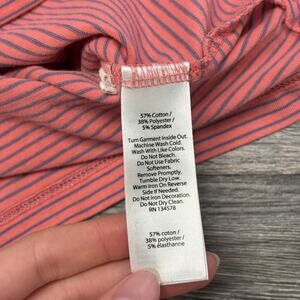 57% Cotton /
38% Polyester /
5% Spandex
Turn Garment Inside Out.
Machine Wash Cold.
Wash With Like Colors.
Do Not Bleach.
Do Not Use Fabric
Softeners.
Remove Promptly.
Tumble Dry Low.
Warm Iron On Reverse
Side If Needed.
Do Not Iron Decoration.
Do Not Dry Clean.
RN 134578
57% coton /
38% polyester /
5% élasthanne